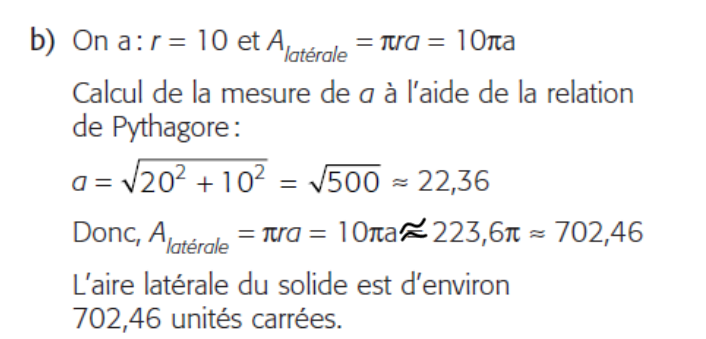 b) On a : r = 10 et A latérale = πra = 10πa
Calcul de la mesure de a à l'aide de la relation
de Pythagore :
a = √20² + 10² = √500 ≈ 22,36
Donc, A latérale = πra = 10πa ≈ 223,6π ≈ 702,46
L'aire latérale du solide est d'environ
702,46 unités carrées.